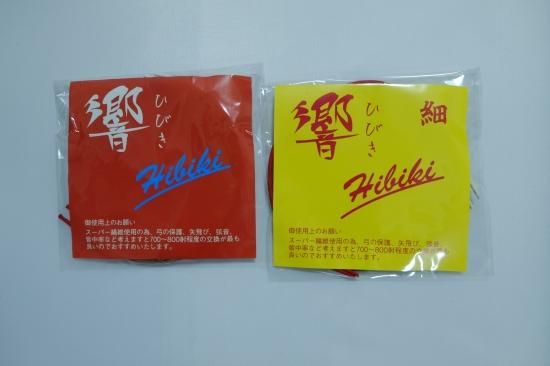 響
ひびき
Hibiki
御使用上のお願い
スーパー繊維使用の為、弓の保護、矢飛び、弦音、
皆中率など考えますと700〜800射程度の交換が最も
良いのでおすすめいたします。
響
ひびき
細
Hibiki
御使用上のお願い
スーパー繊維使用の為、弓の保護、矢飛び、弦音、
皆中率など考えますと700〜800射程度の交換が最も
良いのでおすすめいたします。